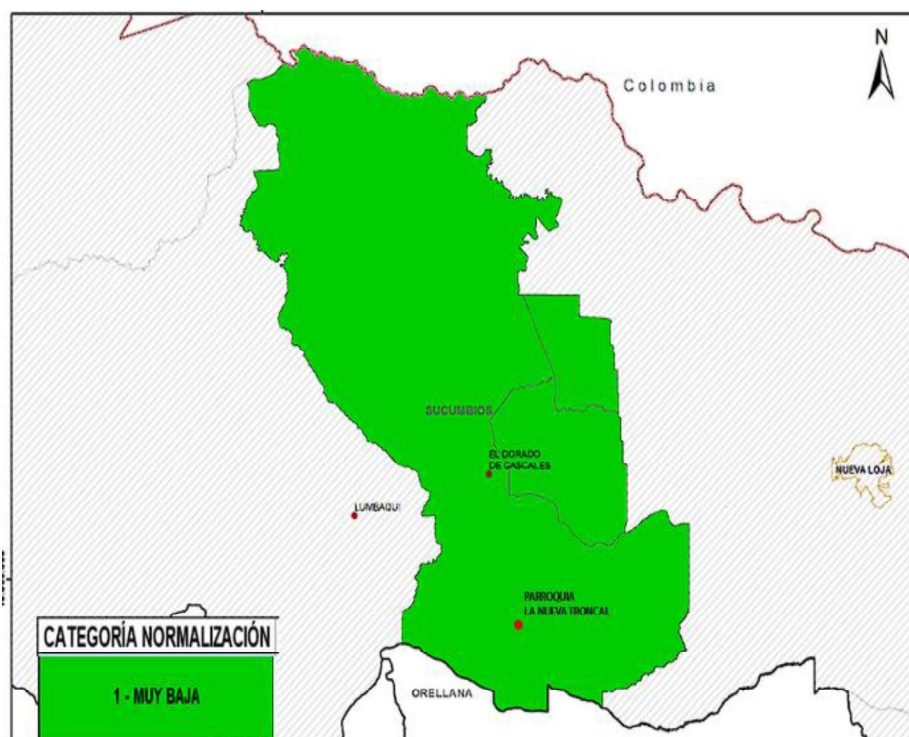 N
Colombia
SUCUMBIOS
EL DORADO
DE CASCALES
NUEVA LOJA
LUMBAQUI
PARROQUIA
LA NUEVA TRONCAL
CATEGORÍA NORMALIZACIÓN
1 - MUY BAJA
ORELLANA